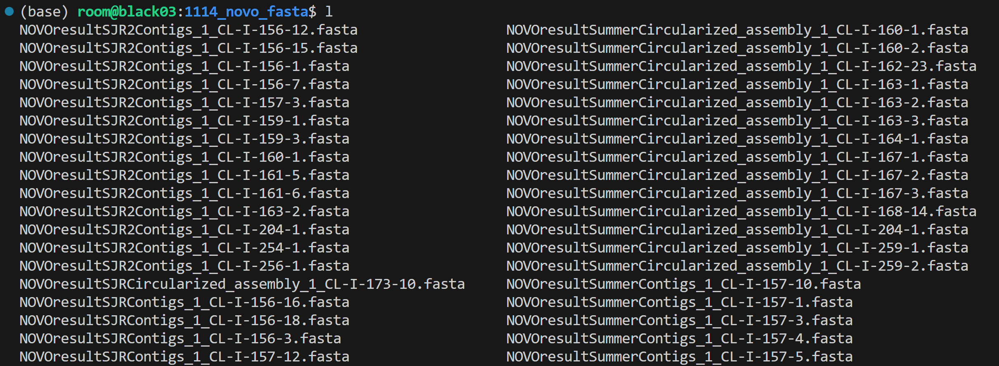 (base) room@black03:1114_novo_fasta$ l
NOVOresultSJR2Contigs_1_CL-I-156-12.fasta NOVOresultSummerCircularized_assembly_1_CL-I-160-1.fasta
NOVOresultSJR2Contigs_1_CL-I-156-15.fasta NOVOresultSummerCircularized_assembly_1_CL-I-160-2.fasta
NOVOresultSJR2Contigs_1_CL-I-156-1.fasta NOVOresultSummerCircularized_assembly_1_CL-I-162-23.fasta
NOVOresultSJR2Contigs_1_CL-I-156-7.fasta NOVOresultSummerCircularized_assembly_1_CL-I-163-1.fasta
NOVOresultSJR2Contigs_1_CL-I-157-3.fasta NOVOresultSummerCircularized_assembly_1_CL-I-163-2.fasta
NOVOresultSJR2Contigs_1_CL-I-159-1.fasta NOVOresultSummerCircularized_assembly_1_CL-I-163-3.fasta
NOVOresultSJR2Contigs_1_CL-I-159-3.fasta NOVOresultSummerCircularized_assembly_1_CL-I-164-1.fasta
NOVOresultSJR2Contigs_1_CL-I-160-1.fasta NOVOresultSummerCircularized_assembly_1_CL-I-167-1.fasta
NOVOresultSJR2Contigs_1_CL-I-161-5.fasta NOVOresultSummerCircularized_assembly_1_CL-I-167-2.fasta
NOVOresultSJR2Contigs_1_CL-I-161-6.fasta NOVOresultSummerCircularized_assembly_1_CL-I-167-3.fasta
NOVOresultSJR2Contigs_1_CL-I-163-2.fasta NOVOresultSummerCircularized_assembly_1_CL-I-168-14.fasta
NOVOresultSJR2Contigs_1_CL-I-204-1.fasta NOVOresultSummerCircularized_assembly_1_CL-I-204-1.fasta
NOVOresultSJR2Contigs_1_CL-I-254-1.fasta NOVOresultSummerCircularized_assembly_1_CL-I-259-1.fasta
NOVOresultSJR2Contigs_1_CL-I-256-1.fasta NOVOresultSummerCircularized_assembly_1_CL-I-259-2.fasta
NOVOresultSJRCircularized_assembly_1_CL-I-173-10.fasta NOVOresultSummerContigs_1_CL-I-157-10.fasta
NOVOresultSJRContigs_1_CL-I-156-16.fasta NOVOresultSummerContigs_1_CL-I-157-1.fasta
NOVOresultSJRContigs_1_CL-I-156-18.fasta NOVOresultSummerContigs_1_CL-I-157-3.fasta
NOVOresultSJRContigs_1_CL-I-156-3.fasta NOVOresultSummerContigs_1_CL-I-157-4.fasta
NOVOresultSJRContigs_1_CL-I-157-12.fasta NOVOresultSummerContigs_1_CL-I-157-5.fasta